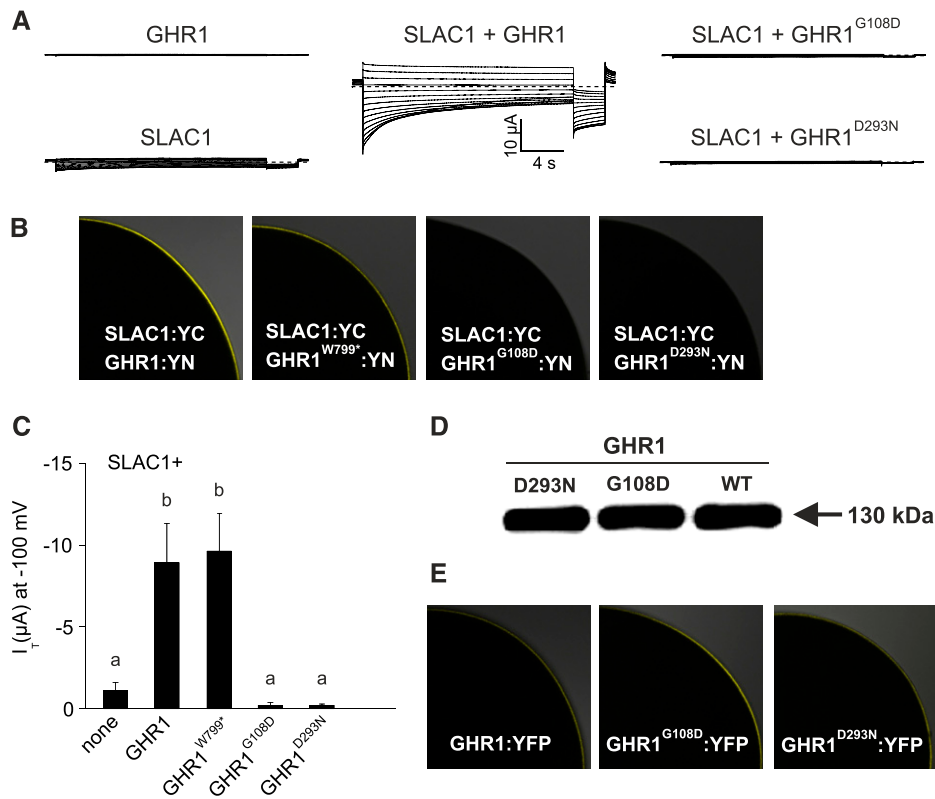 A
GHR1
SLAC1 + GHR1
SLAC1 + GHR1G108D
SLAC1
10 µA
4 s
SLAC1 + GHR1D293N
B
SLAC1:YC
GHR1:YN
SLAC1:YC
GHR1W799*:YN
SLAC1:YC
GHR1G108D:YN
SLAC1:YC
GHR1D293N:YN
C
SLAC1+
IT (µA) at -100 mV
-15
-10
-5
0
a
b
b
a
a
none
GHR1
GHR1W799*
GHR1G108D
GHR1D293N
D
GHR1
D293N G108D WT
130 kDa
E
GHR1:YFP
GHR1G108D:YFP
GHR1D293N:YFP